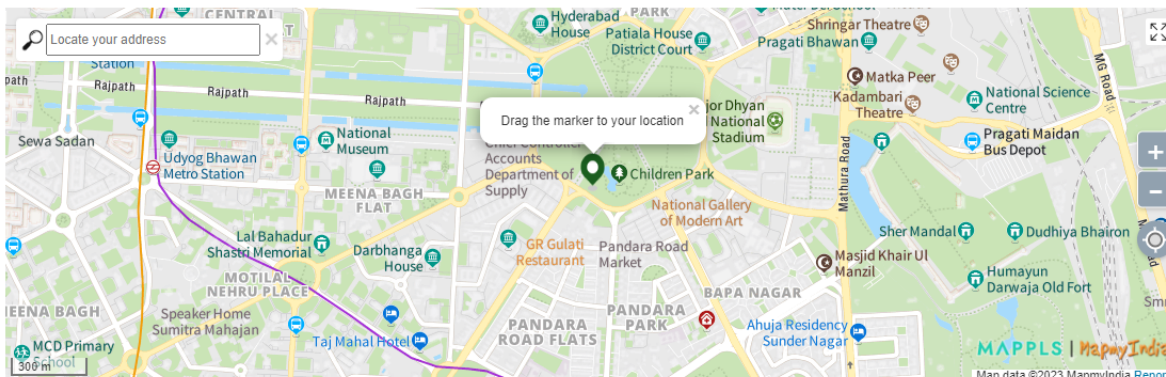 CENTRAL
PARK
Locate your address
Station
Hyderabad
House
Patiala House
District Court
Shringar Theatre
Pragati Bhawan
MG Road
Matka Peer
Kadambari
Theatre
National Science
Centre
Rajpath
Rajpath
Rajpath
Drag the marker to your location
jor Dhyan
National
Stadium
Sewa Sadan
National
Museum
Udyog Bhawan
Metro Station
Accounts
Department of
Supply
Children Park
Pragati Maidan
Bus Depot
Mathura Road
MEENA BAGH
FLAT
National Gallery
of Modern Art
Lal Bahadur
Shastri Memorial
Darbhanga
House
GR Gulati
Restaurant
Pandara Road
Market
Sher Mandal
Dudhiya Bhairon
Masjid Khair Ul
Manzil
MOTILAL
NEHRU PLACE
Humayun
Darwaja Old Fort
BAPA NAGAR
MEENA BAGH
Speaker Home
Sumitra Mahajan
PANDARA
PARK
PANDARA
ROAD FLATS
Taj Mahal Hotel
Ahuja Residency
Sunder Nagar
MCD Primary
School
300 m
MAPPLS | MapmyIndia
Map data ©2023 MapmyIndia Repor